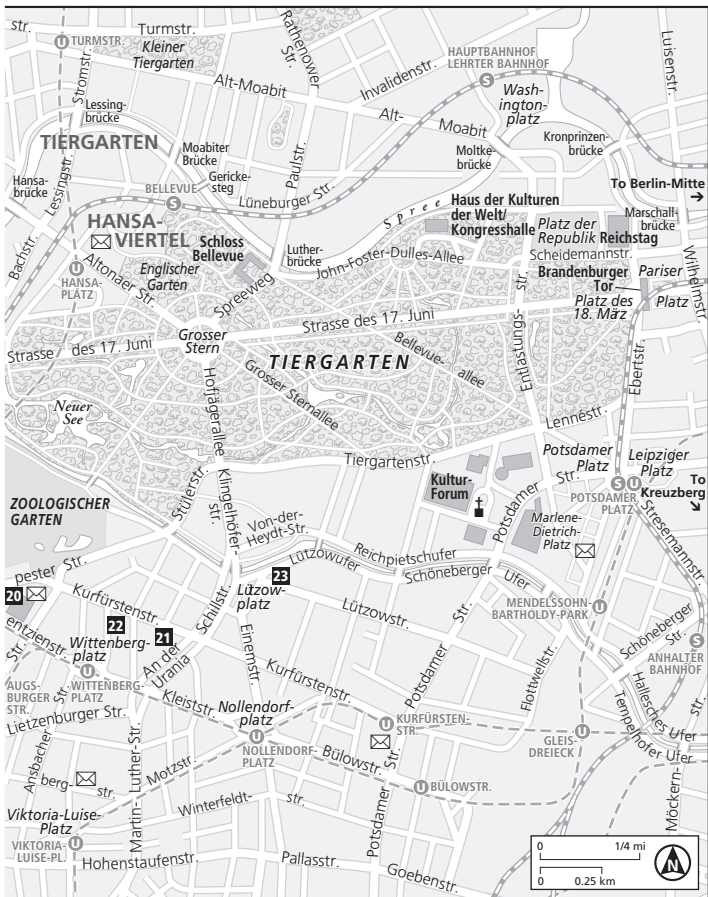 str.
Turmstr.
Rathenower
Str.
Luisenstr.
U TURMSTR.
Kleiner
Tiergarten
HAUPTBAHNHOF
LEHRTER BAHNHOF
S
Stromstr.
Invalidenstr.
Alt-Moabit
Wash-
ington-
platz
Lessing-
brücke
Alt-
Moabit
TIERGARTEN
Kronprinzen-
brücke
Moabiter
Brücke
Paulstr.
Moltke-
brücke
Hansa-
brücke
Lessingstr.
Gericke-
steg
BELLEVUE
S
Lüneburger Str.
To Berlin-Mitte
Spree
Haus der Kulturen
der Welt/
Kongresshalle
Platz der
Republik
Reichstag
Marschall-
brücke
HANSA-
VIERTEL
Schloss
Bellevue
Luther-
brücke
Bachstr.
Scheidemannstr.
John-Foster-Dulles-Allee
Wilhelmstr.
U
HANSA-
PLATZ
Altonaer Str.
Englischer
Garten
Spreeweg
Brandenburger
Tor
Pariser
Platz
Platz des
18. März
Strasse des 17. Juni
Grosser
Stern
Strasse des 17. Juni
Entlastungs-
str.
Bellevue-
allee
TIERGARTEN
Ebertstr.
Hofjägerallee
Grosser Sternallee
Neuer
See
Lennéstr.
Tiergartenstr.
Potsdamer
Platz
Leipziger
Platz
Kultur-
Forum
Potsdamer
Str.
S U
POTSDAMER
PLATZ
To
Kreuzberg
Stülerstr.
Klingelhöfer-
str.
ZOOLOGISCHER
GARTEN
Von-der-
Heydt-Str.
Marlene-
Dietrich-
Platz
Stresemannstr.
Reichpietschufer
Lützowufer
Schöneberger
Ufer
pester Str.
23
Lützow-
platz
20
Kurfürstenstr.
Schillstr.
Lützowstr.
MENDELSSOHN-
BARTHOLDY-PARK
U
22
21
entzienstr.
Str.
Wittenberg-
platz
An der
Urania
Einemstr.
Potsdamer
Str.
Schöneberger
Str.
S
ANHALTER
BAHNHOF
Flottwellstr.
Kurfürstenstr.
AUGS-
BURGER
STR.
U
WITTENBERG-
PLATZ
Kleiststr.
Nollendorf-
platz
Hallesches Ufer
Tempelhofer Ufer
Str.
Lietzenburger Str.
U
KURFÜRSTEN-
STR.
U
NOLLENDORF-
PLATZ
GLEIS-
DREIECK
U
Ansbacher
Str.
Motzstr.
Bülowstr.
Potsdamer
Str.
berg-
str.
Martin-Luther-Str.
U BÜLOWSTR.
Möckern-
str.
Viktoria-Luise-
Platz
Winterfeldt-
str.
VIKTORIA-
LUISE-PL.
U
Hohenstaufenstr.
Pallasstr.
Goebenstr.
0 1/4 mi
0 0.25 km
N